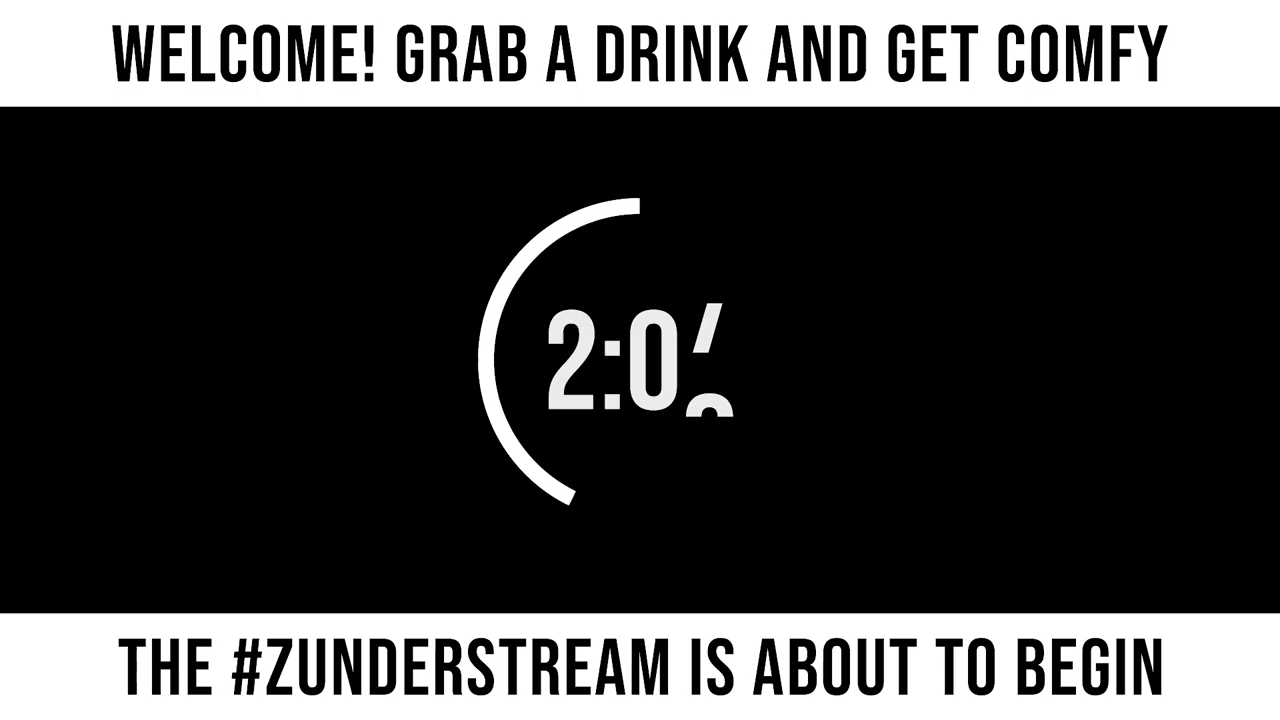 WELCOME! GRAB A DRINK AND GET COMFY
2:0
THE #ZUNDERSTREAM IS ABOUT TO BEGIN